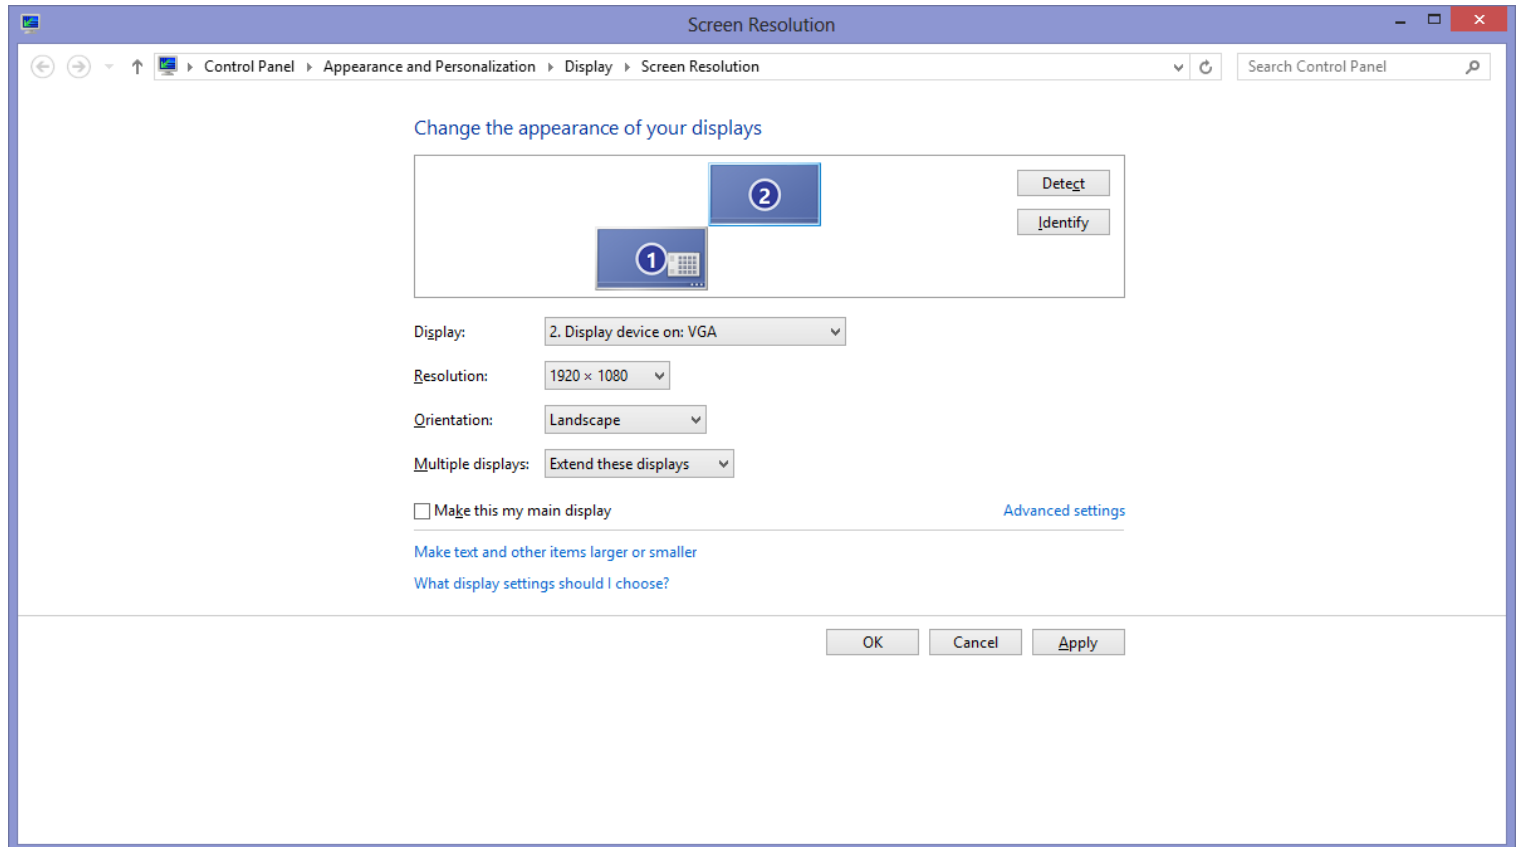 Screen Resolution
Control Panel Appearance and Personalization Display Screen Resolution
Search Control Panel
Change the appearance of your displays
2
Detect
1
Identify
Display: 2. Display device on: VGA
Resolution: 1920 × 1080
Orientation: Landscape
Multiple displays: Extend these displays
Make this my main display Advanced settings
Make text and other items larger or smaller
What display settings should I choose?
OK Cancel Apply